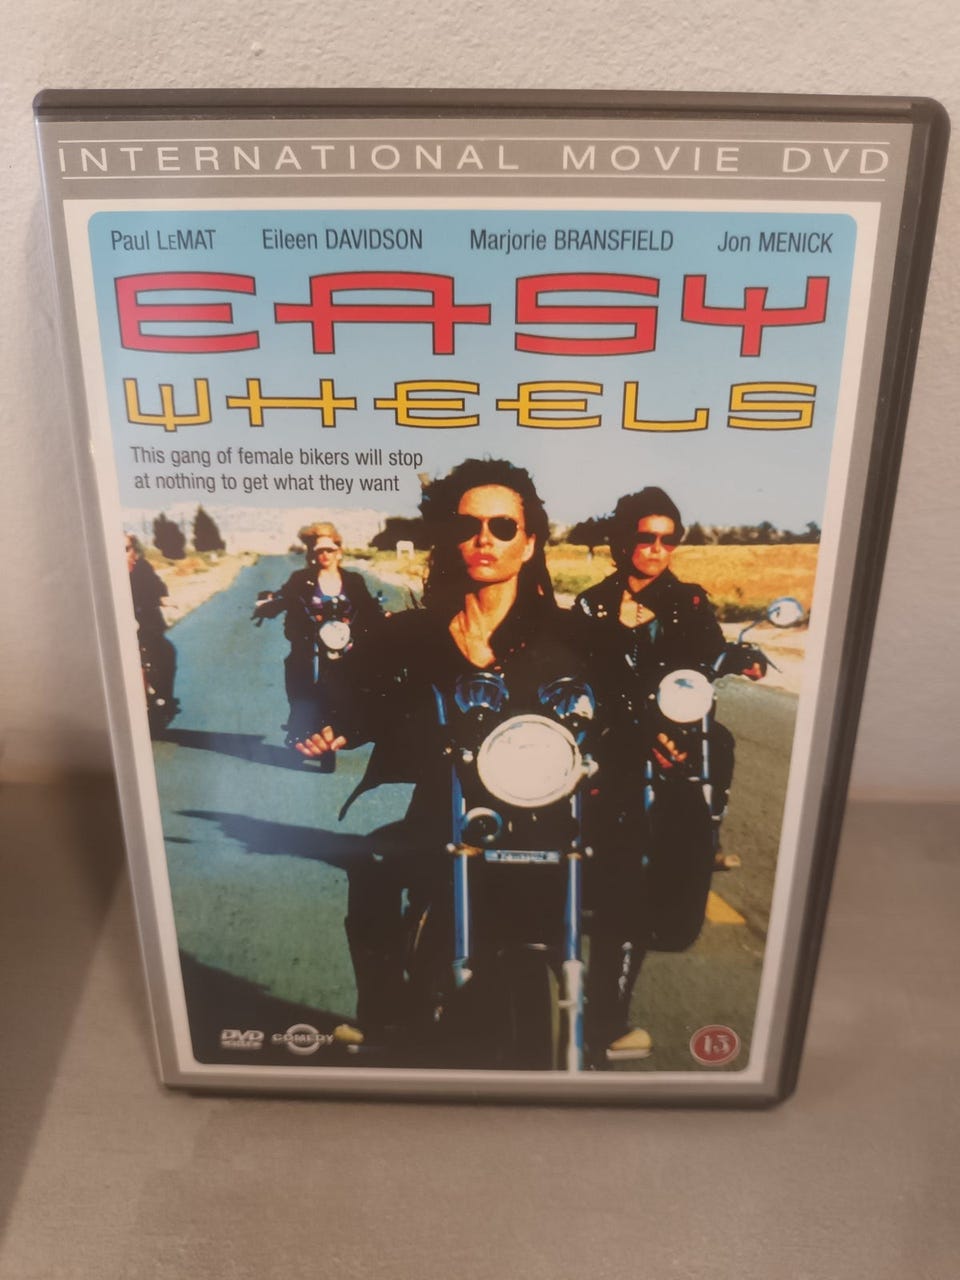 INTERNATIONAL MOVIE DVD
Paul LEMAT Eileen DAVIDSON Marjorie BRANSFIELD Jon MENICK
EASY
WHEELS
This gang of female bikers will stop
at nothing to get what they want
DVD
COMEDY
15